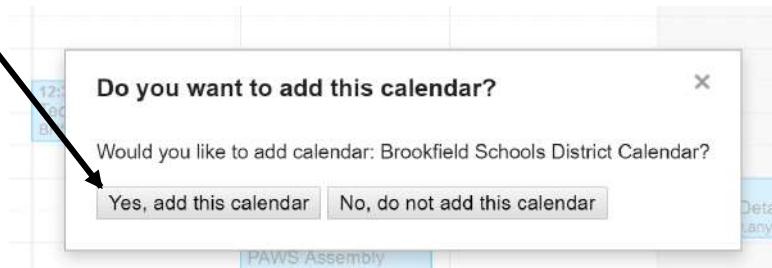 Do you want to add this calendar?
×
Would you like to add calendar: Brookfield Schools District Calendar?
Yes, add this calendar
No, do not add this calendar
PAWS Assembly